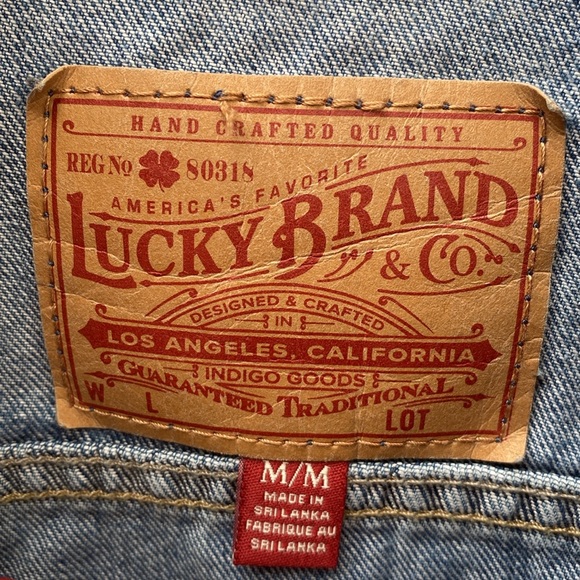 HAND CRAFTED QUALITY
REG No 80318
AMERICA'S FAVORITE
LUCKY BRAND
& CO.
DESIGNED & CRAFTED
IN
LOS ANGELES, CALIFORNIA
INDIGO GOODS
GUARANTEED TRADITIONAL
W L LOT
M/M
MADE IN
SRI LANKA
FABRIQUE AU
SRI LANKA